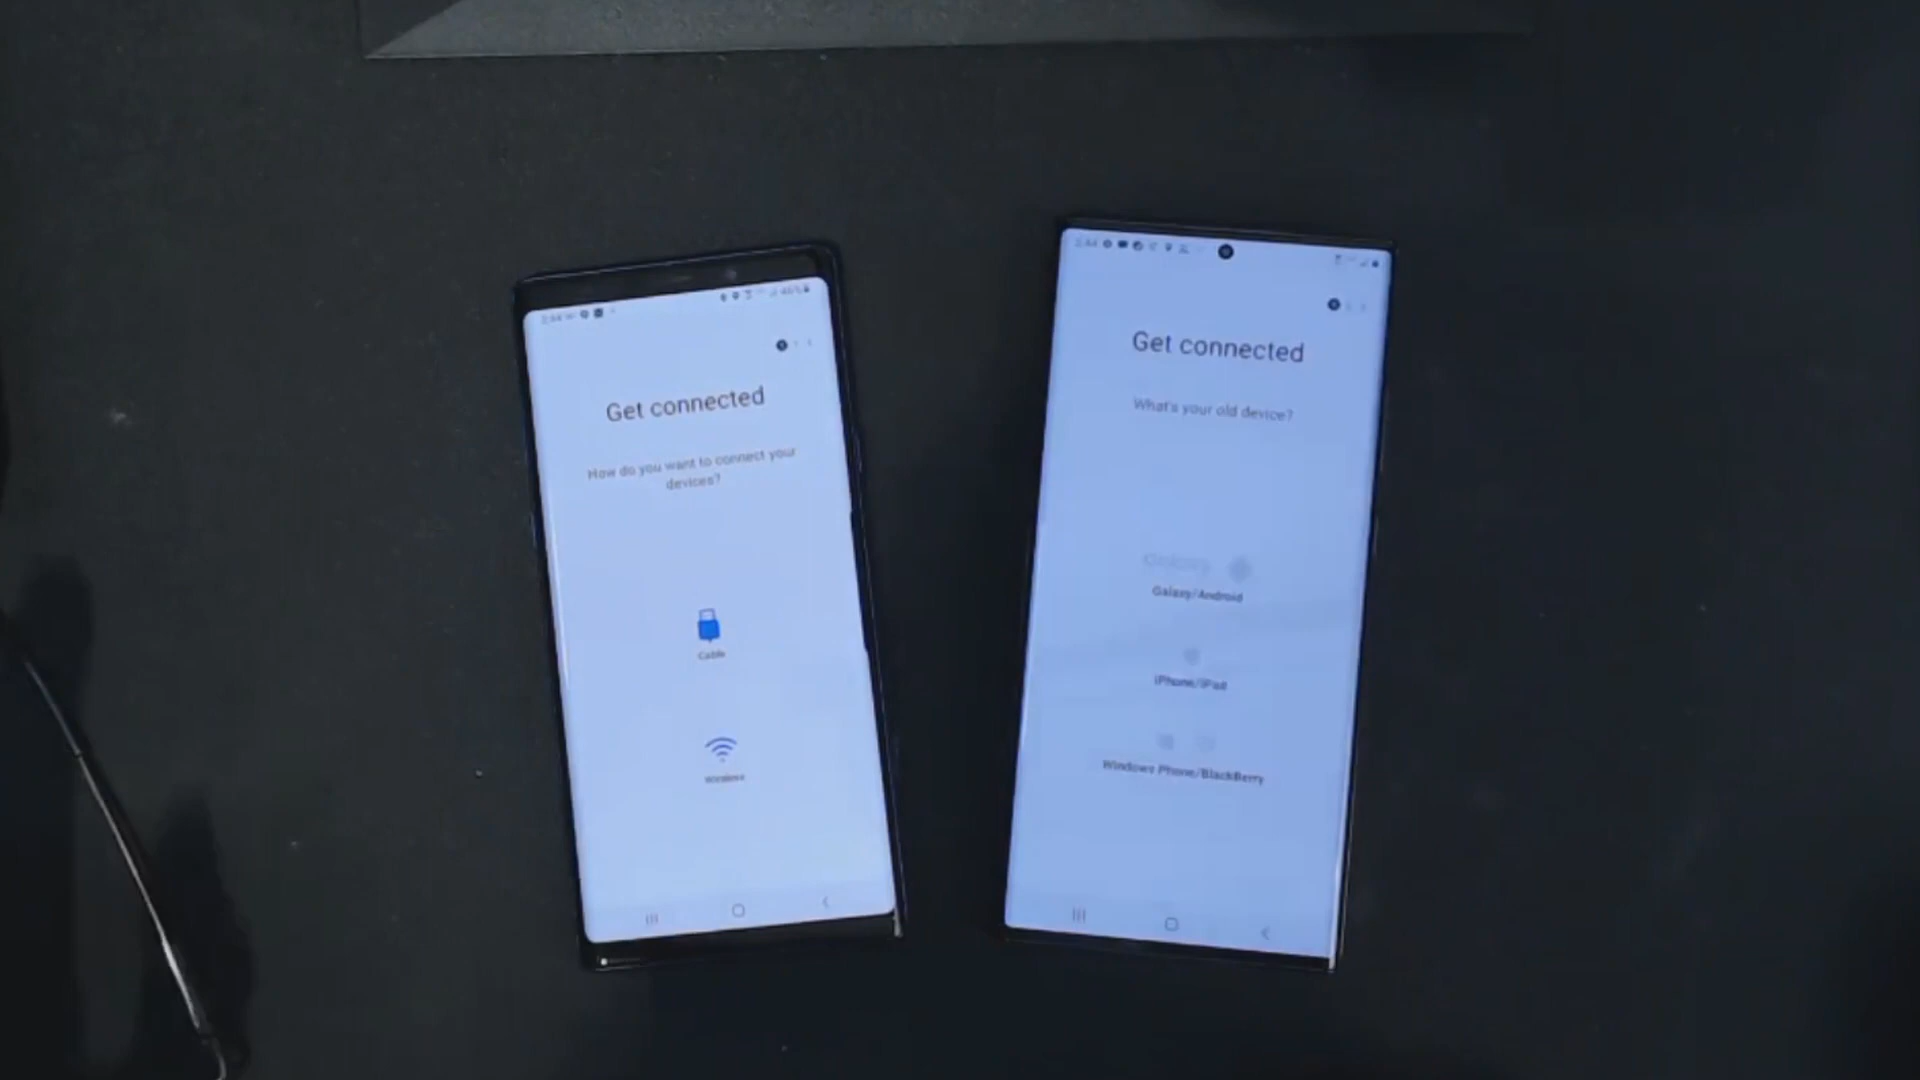 Get connected
How do you want to connect your
devices?
Cable
Wireless
Get connected
What's your old device?
Galaxy
Galaxy/Android
iPhone/iPad
Windows Phone/BlackBerry